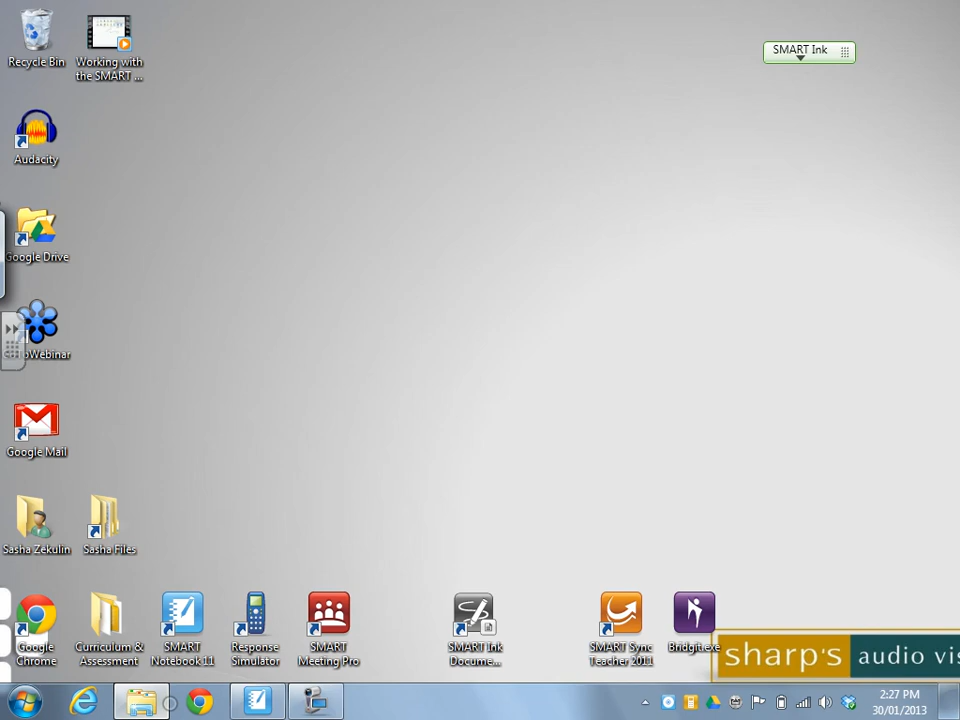 Recycle Bin
Working with
the SMART ...
SMART Ink
Audacity
Google Drive
Google Mail
Sasha Zekulin
Sasha Files
Google
Chrome
Curriculum &
Assessment
SMART
Notebook 11
Response
Simulator
SMART
Meeting Pro
SMART Ink
Docume...
SMART Sync
Teacher 2011
Bridgit.exe
sharp's audio vis
2:27 PM
30/01/2013